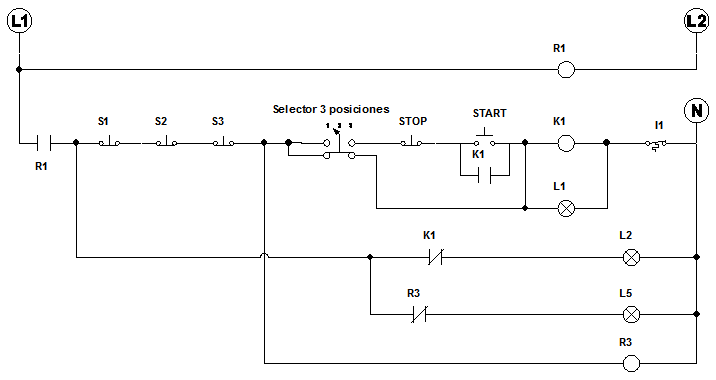 L1
L2
R1
N
Selector 3 posiciones
S1
S2
S3
1 2 3
STOP
START
K1
I1
R1
K1
L1
K1
L2
R3
L5
R3